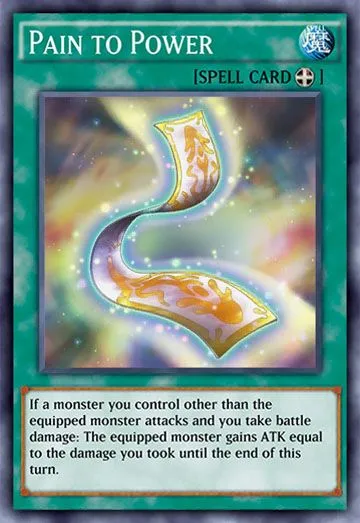 PAIN TO POWER
[SPELL CARD]
If a monster you control other than the
equipped monster attacks and you take battle
damage: The equipped monster gains ATK equal
to the damage you took until the end of this
turn.